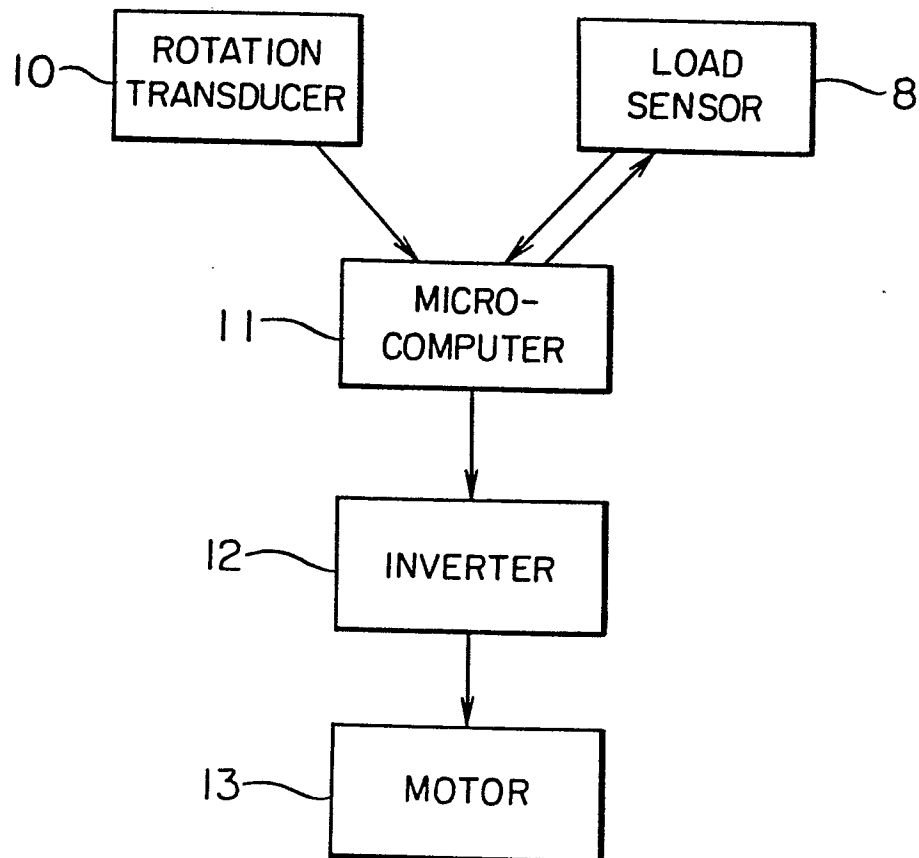 10
ROTATION
TRANSDUCER
LOAD
SENSOR
8
11
MICRO-
COMPUTER
12
INVERTER
13
MOTOR